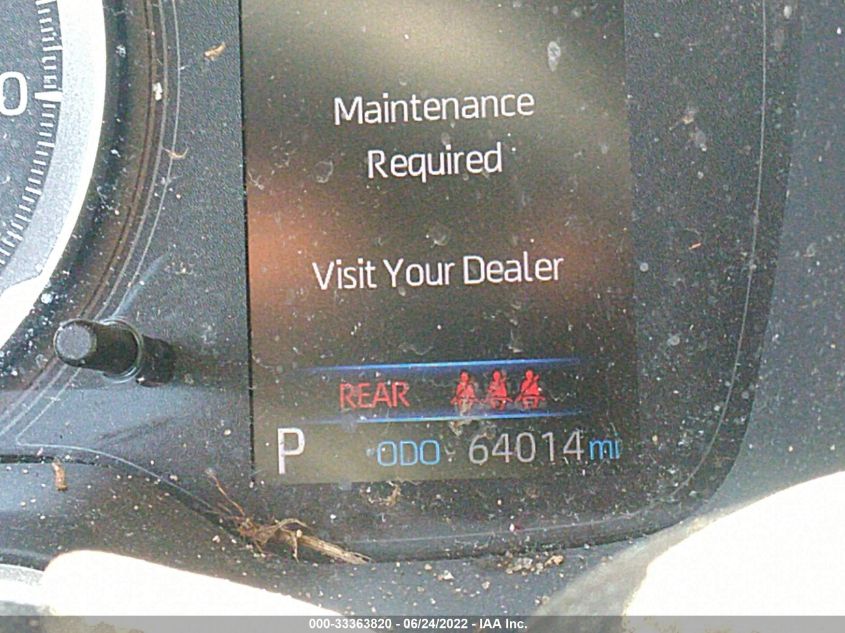 0
Maintenance
Required
Visit Your Dealer
REAR
P ODO 64014 mi
000-33363820 - 06/24/2022 - IAA Inc.